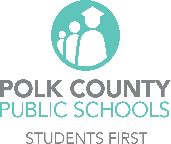 POLK COUNTY
PUBLIC SCHOOLS
STUDENTS FIRST